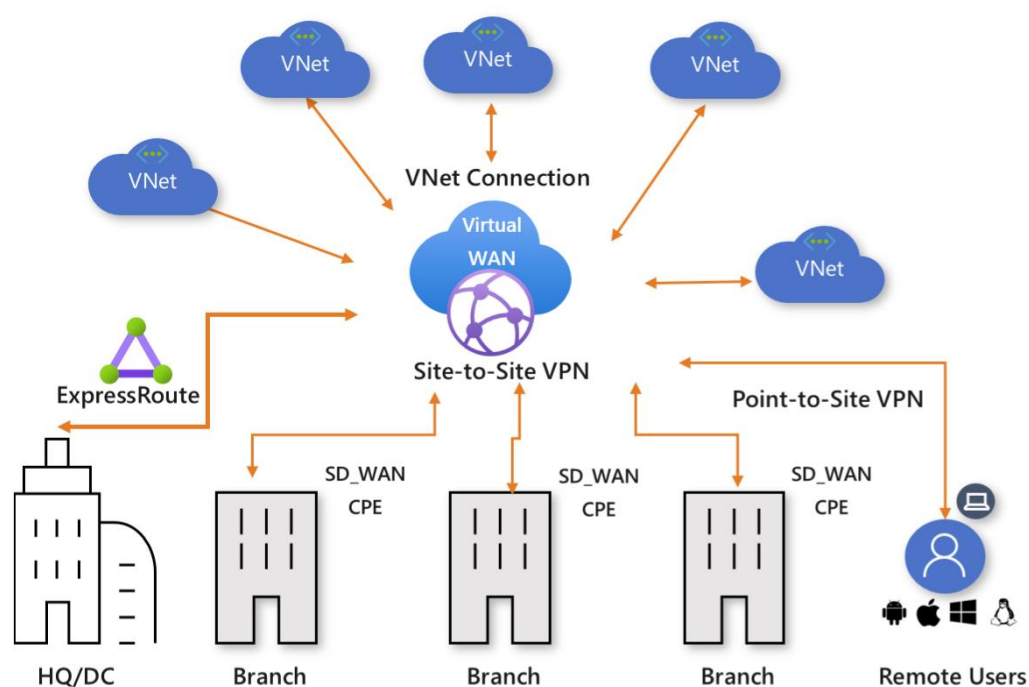 VNet
VNet
VNet
VNet
VNet Connection
Virtual
WAN
VNet
Site-to-Site VPN
ExpressRoute
Point-to-Site VPN
SD_WAN
CPE
SD_WAN
CPE
SD_WAN
CPE
HQ/DC
Branch
Branch
Branch
Remote Users